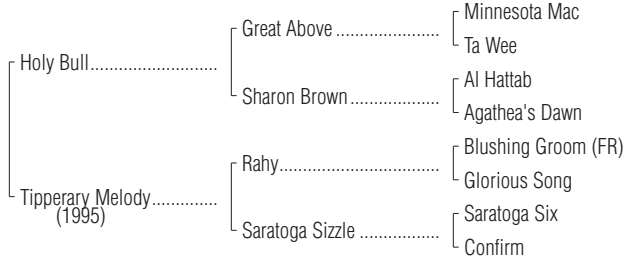 Minnesota Mac
Great Above ......................
Ta Wee
Holy Bull...........................
Al Hattab
Sharon Brown...................
Agathea's Dawn
Blushing Groom (FR)
Rahy..................................
Glorious Song
Tipperary Melody..............
(1995)
Saratoga Six
Saratoga Sizzle .................
Confirm